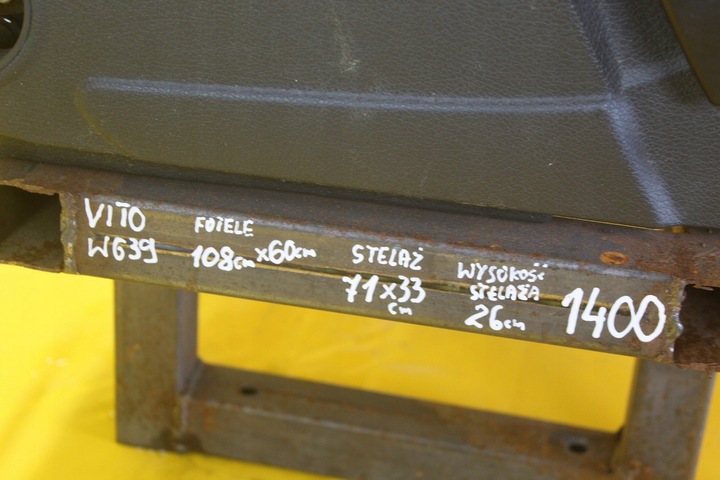 VITO
W639
FOTELE
108cm x60cm
STELAŻ
71x33
cm
WYSOKOŚĆ
STELAŻA
26cm
1400